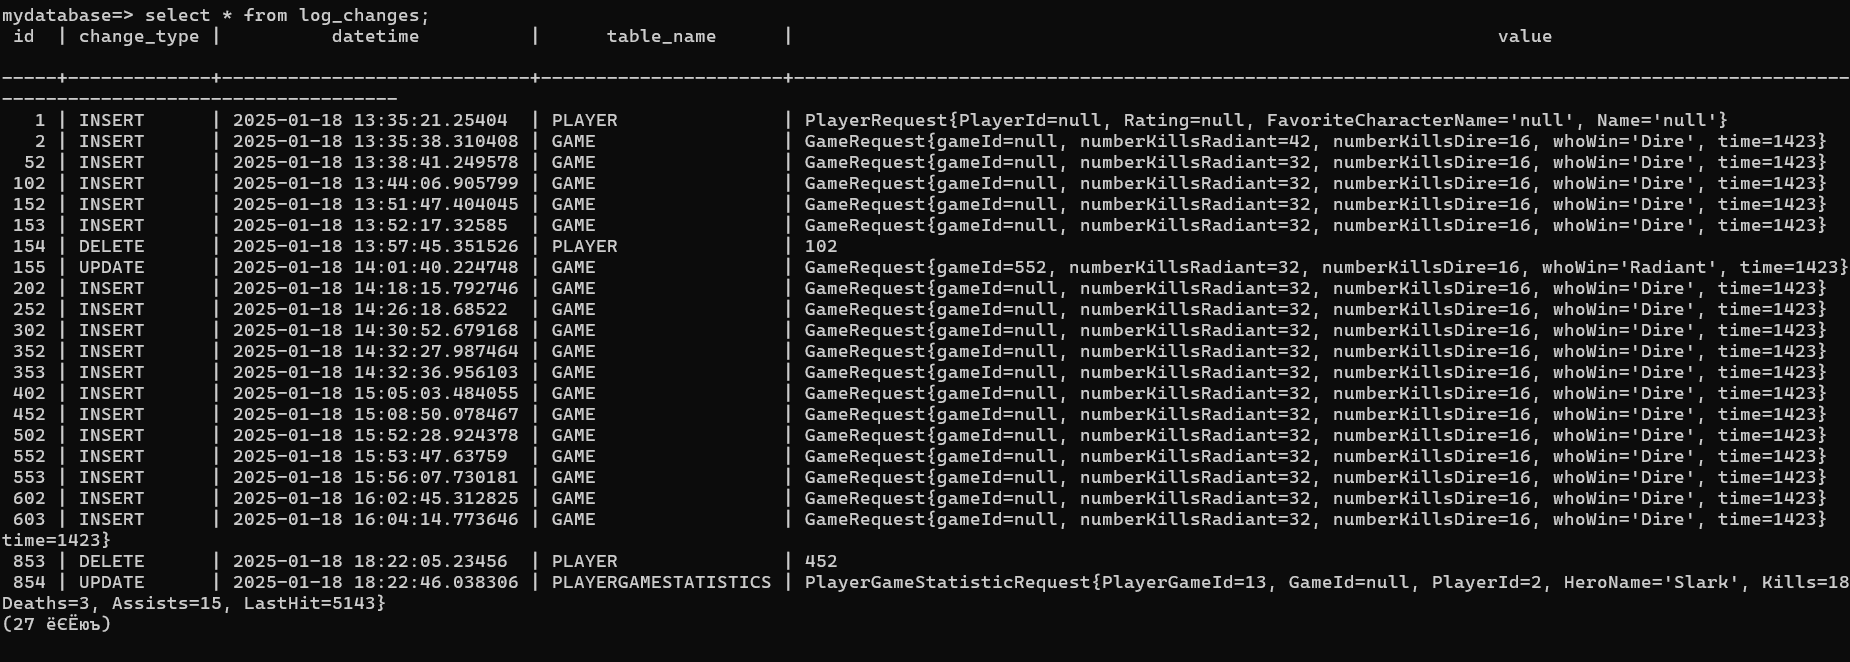 mydatabase=> select * from log_changes;
 id  | change_type |          datetime          |      table_name      |                                                                value
-----+-------------+----------------------------+----------------------+------------------------------------------------------------------------------------------------
------------------------------------
   1 | INSERT      | 2025-01-18 13:35:21.25404  | PLAYER               | PlayerRequest{PlayerId=null, Rating=null, FavoriteCharacterName='null', Name='null'}
   2 | INSERT      | 2025-01-18 13:35:38.310408 | GAME                 | GameRequest{gameId=null, numberKillsRadiant=42, numberKillsDire=16, whoWin='Dire', time=1423}
  52 | INSERT      | 2025-01-18 13:38:41.249578 | GAME                 | GameRequest{gameId=null, numberKillsRadiant=32, numberKillsDire=16, whoWin='Dire', time=1423}
 102 | INSERT      | 2025-01-18 13:44:06.905799 | GAME                 | GameRequest{gameId=null, numberKillsRadiant=32, numberKillsDire=16, whoWin='Dire', time=1423}
 152 | INSERT      | 2025-01-18 13:51:47.404045 | GAME                 | GameRequest{gameId=null, numberKillsRadiant=32, numberKillsDire=16, whoWin='Dire', time=1423}
 153 | INSERT      | 2025-01-18 13:52:17.32585  | GAME                 | GameRequest{gameId=null, numberKillsRadiant=32, numberKillsDire=16, whoWin='Dire', time=1423}
 154 | DELETE      | 2025-01-18 13:57:45.351526 | PLAYER               | 102
 155 | UPDATE      | 2025-01-18 14:01:40.224748 | GAME                 | GameRequest{gameId=552, numberKillsRadiant=32, numberKillsDire=16, whoWin='Radiant', time=1423}
 202 | INSERT      | 2025-01-18 14:18:15.792746 | GAME                 | GameRequest{gameId=null, numberKillsRadiant=32, numberKillsDire=16, whoWin='Dire', time=1423}
 252 | INSERT      | 2025-01-18 14:26:18.68522  | GAME                 | GameRequest{gameId=null, numberKillsRadiant=32, numberKillsDire=16, whoWin='Dire', time=1423}
 302 | INSERT      | 2025-01-18 14:30:52.679168 | GAME                 | GameRequest{gameId=null, numberKillsRadiant=32, numberKillsDire=16, whoWin='Dire', time=1423}
 352 | INSERT      | 2025-01-18 14:32:27.987464 | GAME                 | GameRequest{gameId=null, numberKillsRadiant=32, numberKillsDire=16, whoWin='Dire', time=1423}
 353 | INSERT      | 2025-01-18 14:32:36.956103 | GAME                 | GameRequest{gameId=null, numberKillsRadiant=32, numberKillsDire=16, whoWin='Dire', time=1423}
 402 | INSERT      | 2025-01-18 15:05:03.484055 | GAME                 | GameRequest{gameId=null, numberKillsRadiant=32, numberKillsDire=16, whoWin='Dire', time=1423}
 452 | INSERT      | 2025-01-18 15:08:50.078467 | GAME                 | GameRequest{gameId=null, numberKillsRadiant=32, numberKillsDire=16, whoWin='Dire', time=1423}
 502 | INSERT      | 2025-01-18 15:52:28.924378 | GAME                 | GameRequest{gameId=null, numberKillsRadiant=32, numberKillsDire=16, whoWin='Dire', time=1423}
 552 | INSERT      | 2025-01-18 15:53:47.63759  | GAME                 | GameRequest{gameId=null, numberKillsRadiant=32, numberKillsDire=16, whoWin='Dire', time=1423}
 553 | INSERT      | 2025-01-18 15:56:07.730181 | GAME                 | GameRequest{gameId=null, numberKillsRadiant=32, numberKillsDire=16, whoWin='Dire', time=1423}
 602 | INSERT      | 2025-01-18 16:02:45.312825 | GAME                 | GameRequest{gameId=null, numberKillsRadiant=32, numberKillsDire=16, whoWin='Dire', time=1423}
 603 | INSERT      | 2025-01-18 16:04:14.773646 | GAME                 | GameRequest{gameId=null, numberKillsRadiant=32, numberKillsDire=16, whoWin='Dire', time=1423}
time=1423}
 853 | DELETE      | 2025-01-18 18:22:05.23456  | PLAYER               | 452
 854 | UPDATE      | 2025-01-18 18:22:46.038306 | PLAYERGAMESTATISTICS | PlayerGameStatisticRequest{PlayerGameId=13, GameId=null, PlayerId=2, HeroName='Slark', Kills=18
Deaths=3, Assists=15, LastHit=5143}
(27 ёЄЁюъ)